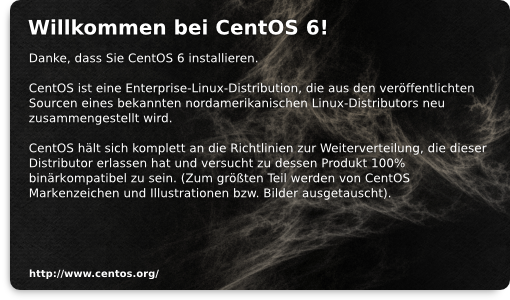 Willkommen bei CentOS 6!
Danke, dass Sie CentOS 6 installieren.
CentOS ist eine Enterprise-Linux-Distribution, die aus den veröffentlichten
Sourcen eines bekannten nordamerikanischen Linux-Distributors neu
zusammengestellt wird.
CentOS hält sich komplett an die Richtlinien zur Weiterverteilung, die dieser
Distributor erlassen hat und versucht zu dessen Produkt 100%
binärkompatibel zu sein. (Zum größten Teil werden von CentOS
Markenzeichen und Illustrationen bzw. Bilder ausgetauscht).
http://www.centos.org/